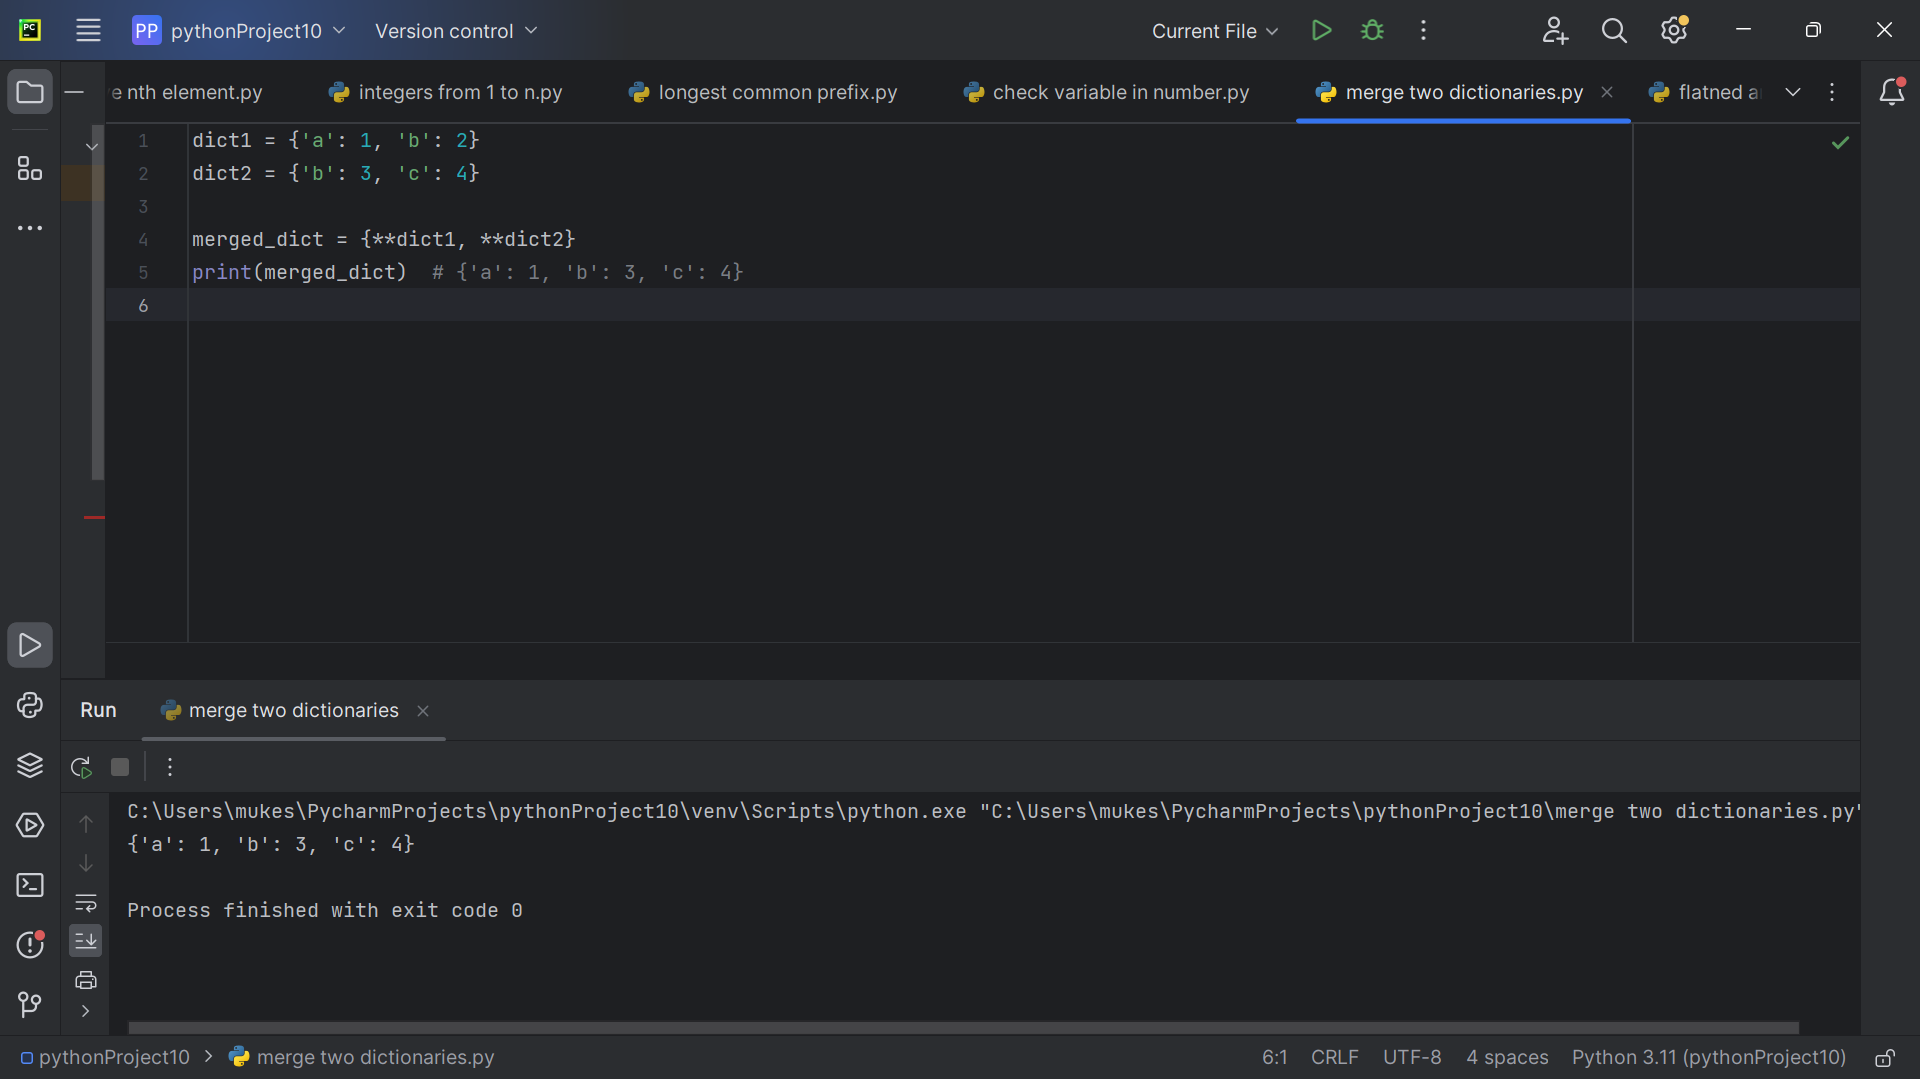 PC
PP pythonProject10 Version control Current File
e nth element.py integers from 1 to n.py longest common prefix.py check variable in number.py merge two dictionaries.py flatned a
1 dict1 = {'a': 1, 'b': 2}
2 dict2 = {'b': 3, 'c': 4}
3
4 merged_dict = {**dict1, **dict2}
5 print(merged_dict)  # {'a': 1, 'b': 3, 'c': 4}
6
Run merge two dictionaries
C:\Users\mukes\PycharmProjects\pythonProject10\venv\Scripts\python.exe "C:\Users\mukes\PycharmProjects\pythonProject10\merge two dictionaries.py"
{'a': 1, 'b': 3, 'c': 4}
Process finished with exit code 0
pythonProject10 > merge two dictionaries.py 6:1 CRLF UTF-8 4 spaces Python 3.11 (pythonProject10)